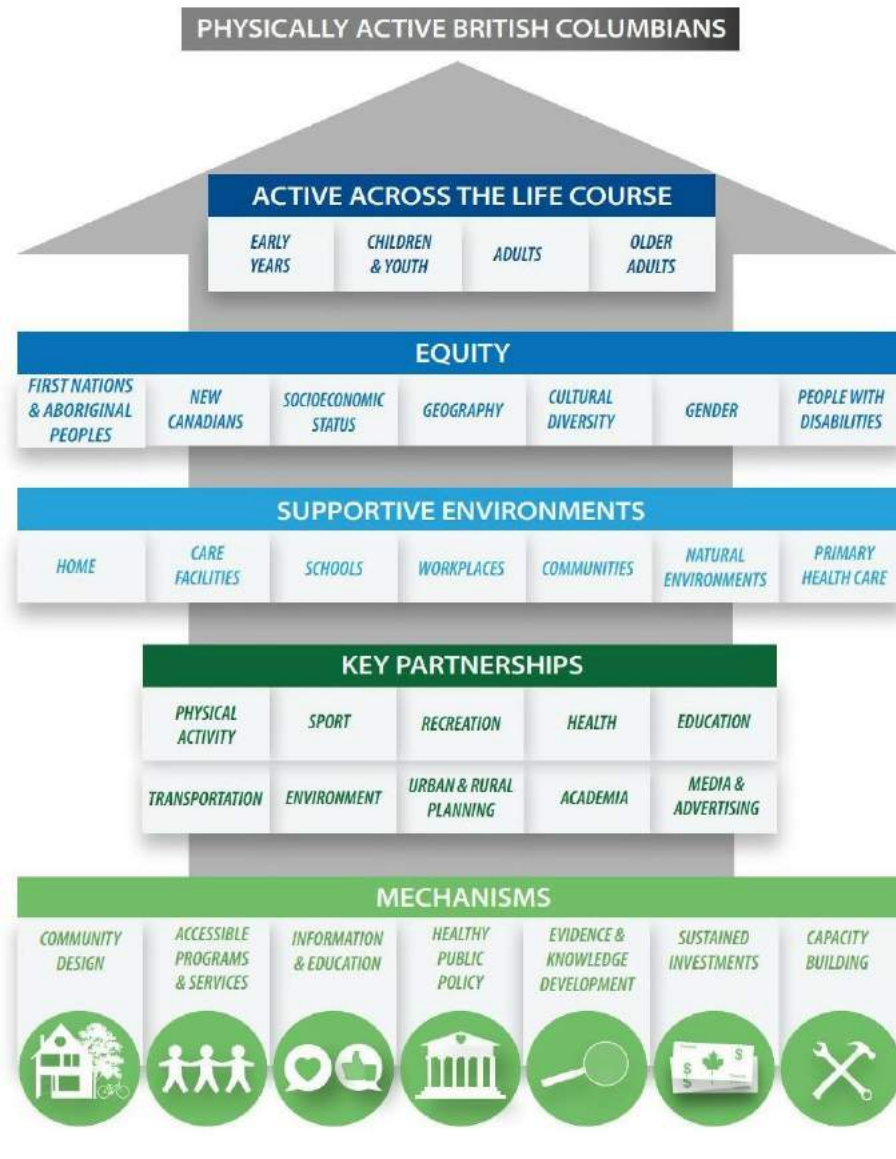 PHYSICALLY ACTIVE BRITISH COLUMBIANS
ACTIVE ACROSS THE LIFE COURSE
EARLY
YEARS
CHILDREN
& YOUTH
ADULTS
OLDER
ADULTS
EQUITY
FIRST NATIONS
& ABORIGINAL
PEOPLES
NEW
CANADIANS
SOCIOECONOMIC
STATUS
GEOGRAPHY
CULTURAL
DIVERSITY
GENDER
PEOPLE WITH
DISABILITIES
SUPPORTIVE ENVIRONMENTS
HOME
CARE
FACILITIES
SCHOOLS
WORKPLACES
COMMUNITIES
NATURAL
ENVIRONMENTS
PRIMARY
HEALTH CARE
KEY PARTNERSHIPS
PHYSICAL
ACTIVITY
SPORT
RECREATION
HEALTH
EDUCATION
TRANSPORTATION
ENVIRONMENT
URBAN & RURAL
PLANNING
ACADEMIA
MEDIA &
ADVERTISING
MECHANISMS
COMMUNITY
DESIGN
ACCESSIBLE
PROGRAMS
& SERVICES
INFORMATION
& EDUCATION
HEALTHY
PUBLIC
POLICY
EVIDENCE &
KNOWLEDGE
DEVELOPMENT
SUSTAINED
INVESTMENTS
CAPACITY
BUILDING
$
$
$